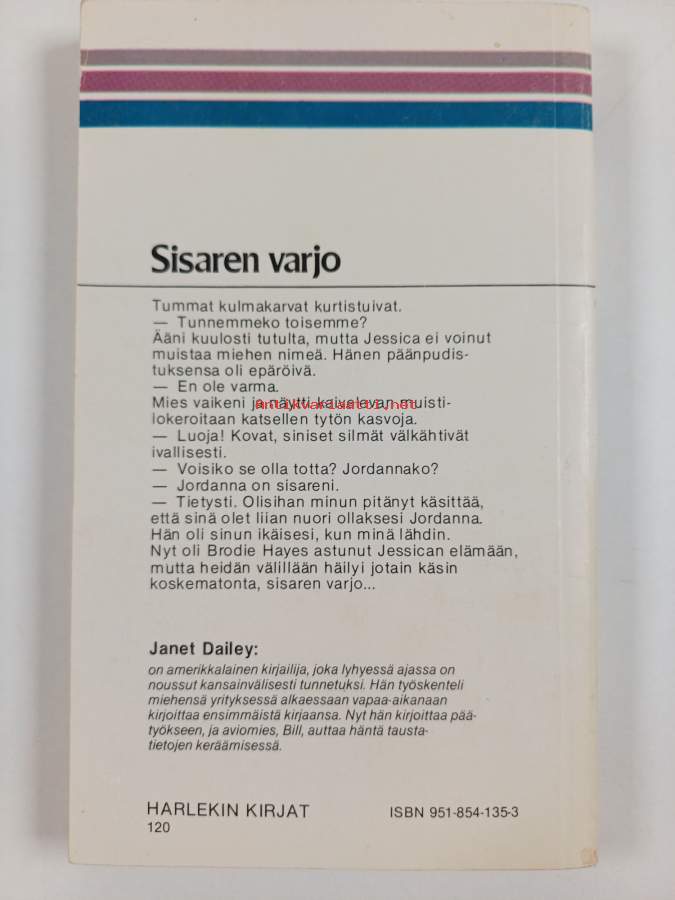 Sisaren varjo
Tummat kulmakarvat kurtistuivat.
— Tunnemmeko toisemme?
Ääni kuulosti tutulta, mutta Jessica ei voinut
muistaa miehen nimeä. Hänen päänpudis-
tuksensa oli epäröivä.
— En ole varma.
Mies vaikeni ja näytti kaivelevan muisti-
antikvariaatti.net
lokeroitaan katsellen tytön kasvoja.
— Luoja! Kovat, siniset silmät välkähtivät
ivallisesti.
— Voisiko se olla totta? Jordannako?
— Jordanna on sisareni.
— Tietysti. Olisihan minun pitänyt käsittää,
että sinä olet liian nuori ollaksesi Jordanna.
Hän oli sinun ikäisesi, kun minä lähdin.
Nyt oli Brodie Hayes astunut Jessican elämään,
mutta heidän välillään häilyi jotain käsin
koskematonta, sisaren varjo...
Janet Dailey:
on amerikkalainen kirjailija, joka lyhyessä ajassa on
noussut kansainvälisesti tunnetuksi. Hän työskenteli
miehensä yrityksessä alkaessaan vapaa-aikanaan
kirjoittaa ensimmäistä kirjaansa. Nyt hän kirjoittaa pää-
työkseen, ja aviomies, Bill, auttaa häntä tausta-
tietojen keräämisessä.
HARLEKIN KIRJAT
120
ISBN 951-854-135-3